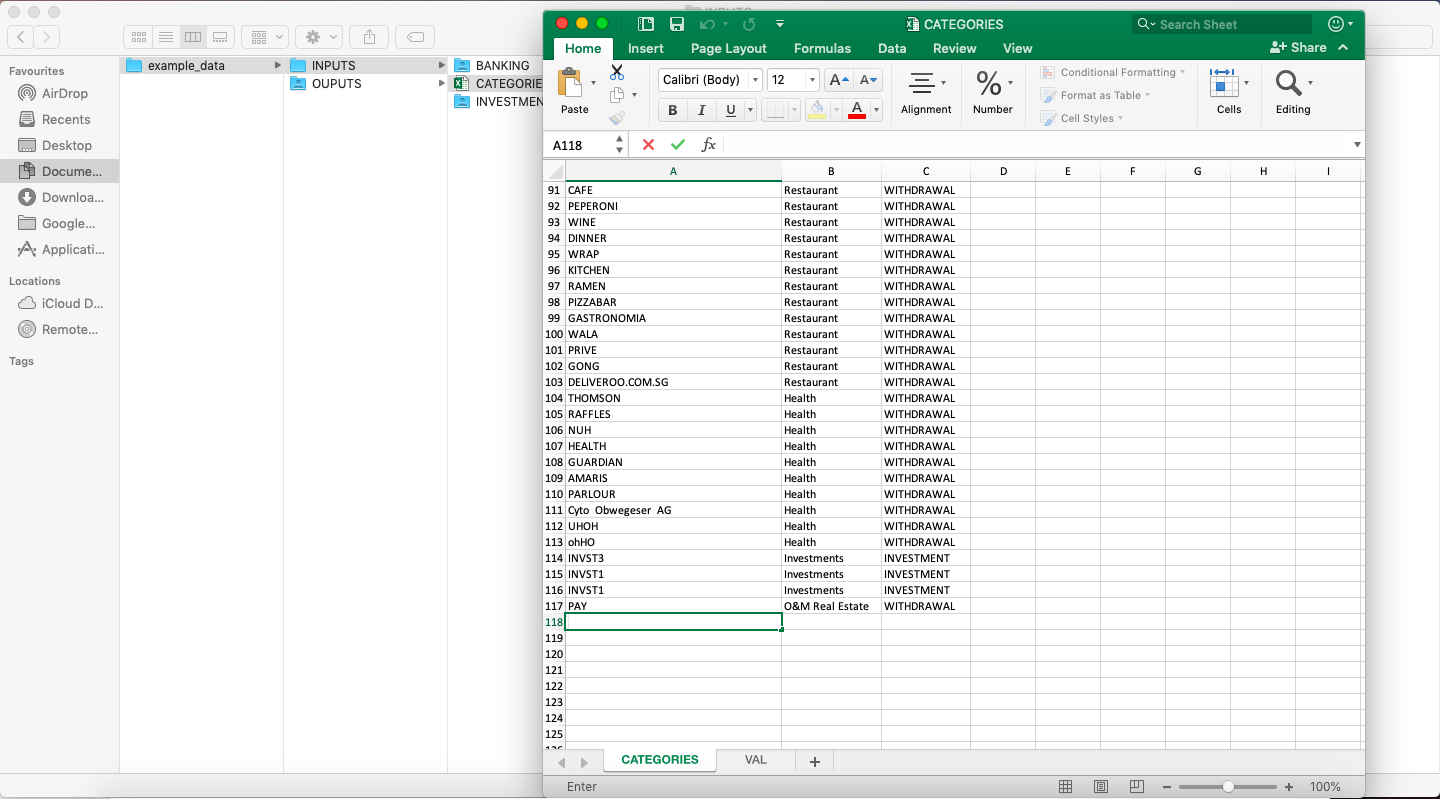 CATEGORIES
Search Sheet
Home Insert Page Layout Formulas Data Review View
Share
Favourites
AirDrop
Recents
Desktop
Docume...
Downloa...
Google...
Applicati...
Locations
iCloud D...
Remote...
Tags
example_data
INPUTS
OUPUTS
BANKING
CATEGORIE
INVESTMEN
Paste
Calibri (Body) 12
A A
B I U A
Alignment
%
Number
Conditional Formatting
Format as Table
Cell Styles
Cells
Editing
A118 fx
A B C D E F G H I
91 CAFE Restaurant WITHDRAWAL
92 PEPERONI Restaurant WITHDRAWAL
93 WINE Restaurant WITHDRAWAL
94 DINNER Restaurant WITHDRAWAL
95 WRAP Restaurant WITHDRAWAL
96 KITCHEN Restaurant WITHDRAWAL
97 RAMEN Restaurant WITHDRAWAL
98 PIZZABAR Restaurant WITHDRAWAL
99 GASTRONOMIA Restaurant WITHDRAWAL
100 WALA Restaurant WITHDRAWAL
101 PRIVE Restaurant WITHDRAWAL
102 GONG Restaurant WITHDRAWAL
103 DELIVEROO.COM.SG Restaurant WITHDRAWAL
104 THOMSON Health WITHDRAWAL
105 RAFFLES Health WITHDRAWAL
106 NUH Health WITHDRAWAL
107 HEALTH Health WITHDRAWAL
108 GUARDIAN Health WITHDRAWAL
109 AMARIS Health WITHDRAWAL
110 PARLOUR Health WITHDRAWAL
111 Cyto Obwegeser AG Health WITHDRAWAL
112 UHOH Health WITHDRAWAL
113 ohHO Health WITHDRAWAL
114 INVST3 Investments INVESTMENT
115 INVST1 Investments INVESTMENT
116 INVST1 Investments INVESTMENT
117 PAY O&M Real Estate WITHDRAWAL
118
119
120
121
122
123
124
125
CATEGORIES VAL +
Enter 100%